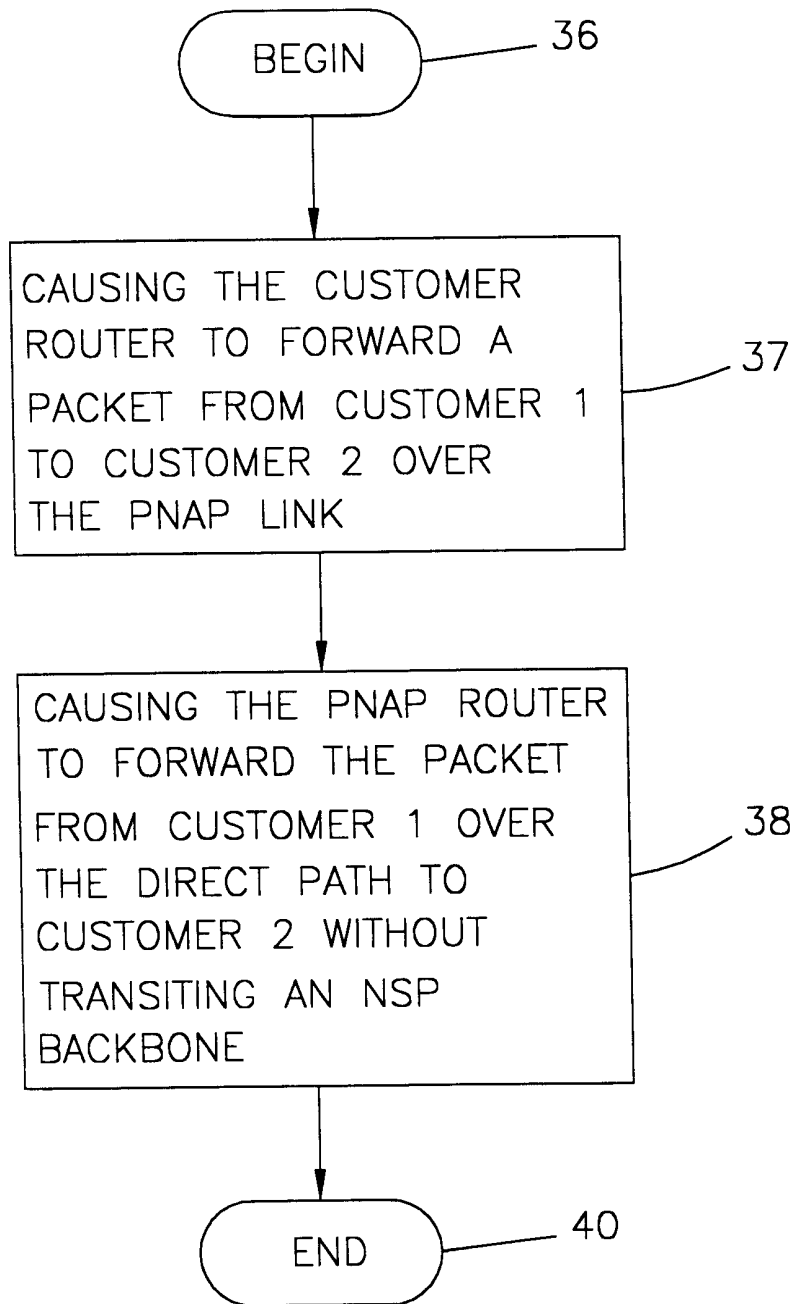 BEGIN
36
CAUSING THE CUSTOMER
ROUTER TO FORWARD A
PACKET FROM CUSTOMER 1
TO CUSTOMER 2 OVER
THE PNAP LINK
37
CAUSING THE PNAP ROUTER
TO FORWARD THE PACKET
FROM CUSTOMER 1 OVER
THE DIRECT PATH TO
CUSTOMER 2 WITHOUT
TRANSITING AN NSP
BACKBONE
38
END
40